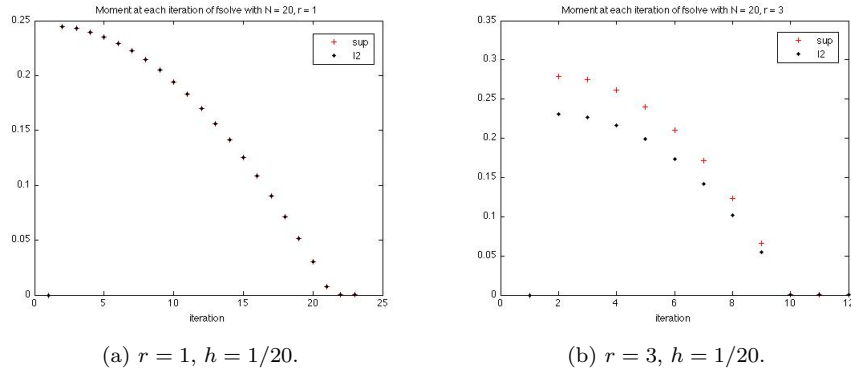 Moment at each iteration of fsolve with N = 20, r = 1
0.25
0.2
0.15
0.1
0.05
0
sup
l2
0 5 10 15 20 25
iteration
(a) r = 1, h = 1/20.
Moment at each iteration of fsolve with N = 20, r = 3
0.35
0.3
0.25
0.2
0.15
0.1
0.05
0
sup
l2
0 2 4 6 8 10 12
iteration
(b) r = 3, h = 1/20.